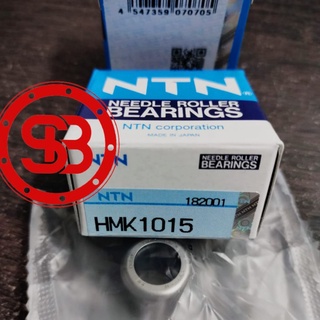 4 547359 070705
NTN®
NEEDLE ROLLER
BEARINGS
NTN corporation
MADE IN JAPAN
SB
NTN
NEEDLE ROLLER
BEARINGS
NTN
182001
HMK1015